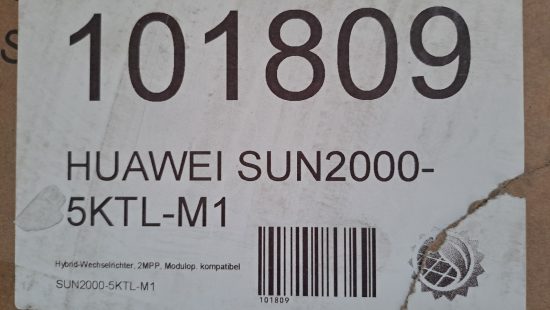 101809
HUAWEI SUN2000-
5KTL-M1
Hybrid-Wechselrichter, 2MPP, Modulop. kompatibel
SUN2000-5KTL-M1
101809